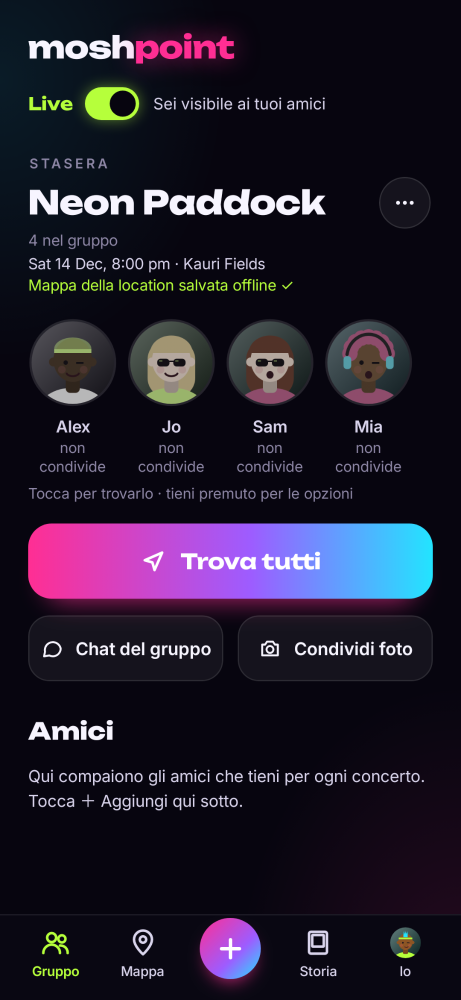 moshpoint
Live Sei visibile ai tuoi amici
STASERA
Neon Paddock
4 nel gruppo
Sat 14 Dec, 8:00 pm · Kauri Fields
Mappa della location salvata offline ✓
Alex Jo Sam Mia
non non non non
condivide condivide condivide condivide
Tocca per trovarlo · tieni premuto per le opzioni
Trova tutti
Chat del gruppo Condividi foto
Amici
Qui compaiono gli amici che tieni per ogni concerto.
Tocca + Aggiungi qui sotto.
Gruppo Mappa Storia Io